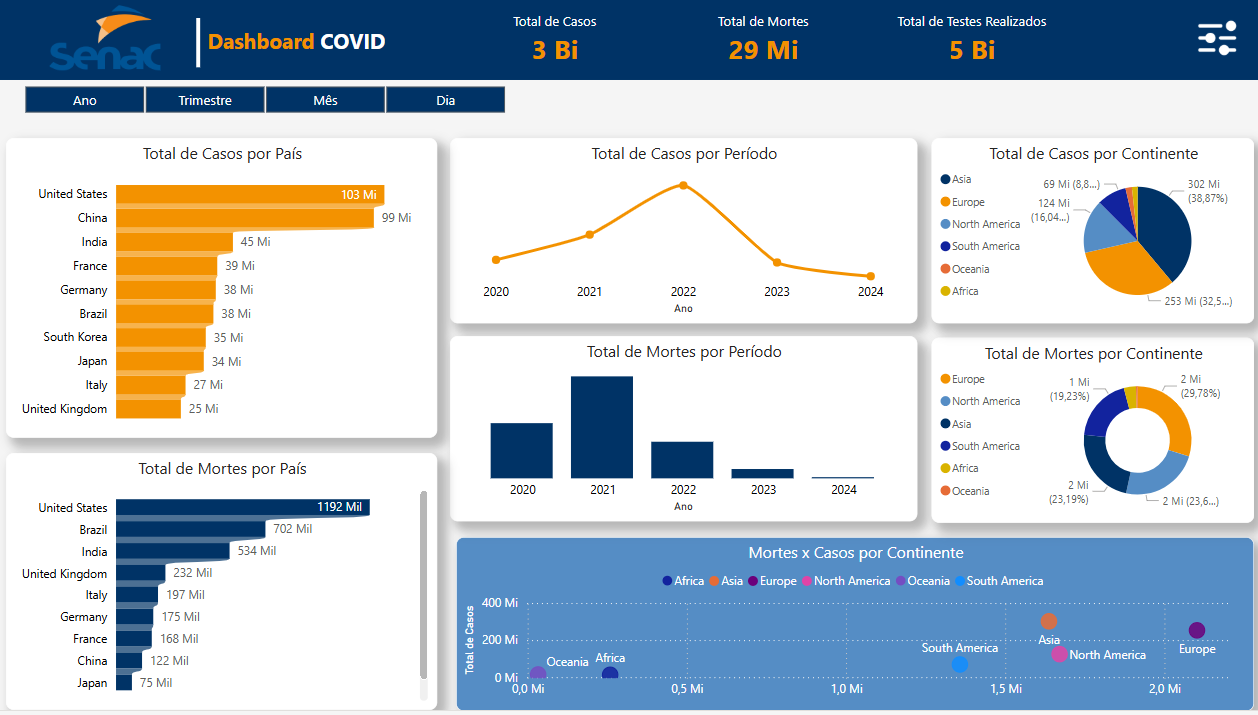 Senac
Dashboard COVID
Total de Casos
3 Bi
Total de Mortes
29 Mi
Total de Testes Realizados
5 Bi
Ano
Trimestre
Mês
Dia
Total de Casos por País
United States
103 Mi
China
99 Mi
India
45 Mi
France
39 Mi
Germany
38 Mi
Brazil
38 Mi
South Korea
35 Mi
Japan
34 Mi
Italy
27 Mi
United Kingdom
25 Mi
Total de Mortes por País
United States
1192 Mil
Brazil
702 Mil
India
534 Mil
United Kingdom
232 Mil
Italy
197 Mil
Germany
175 Mil
France
168 Mil
China
122 Mil
Japan
75 Mil
Total de Casos por Período
2020
2021
2022
2023
2024
Ano
Total de Mortes por Período
2020
2021
2022
2023
2024
Ano
Total de Casos por Continente
Asia
Europe
North America
South America
Oceania
Africa
69 Mi (8,8...)
302 Mi
(38,87%)
124 Mi
(16,04...)
253 Mi (32,5...)
Total de Mortes por Continente
Europe
North America
Asia
South America
Africa
Oceania
1 Mi
(19,23%)
2 Mi
(29,78%)
2 Mi
(23,19%)
2 Mi (23,6...)
Mortes x Casos por Continente
Africa
Asia
Europe
North America
Oceania
South America
Total de Casos
400 Mi
200 Mi
0 Mi
Oceania
Africa
South America
Asia
North America
Europe
0,0 Mi
0,5 Mi
1,0 Mi
1,5 Mi
2,0 Mi